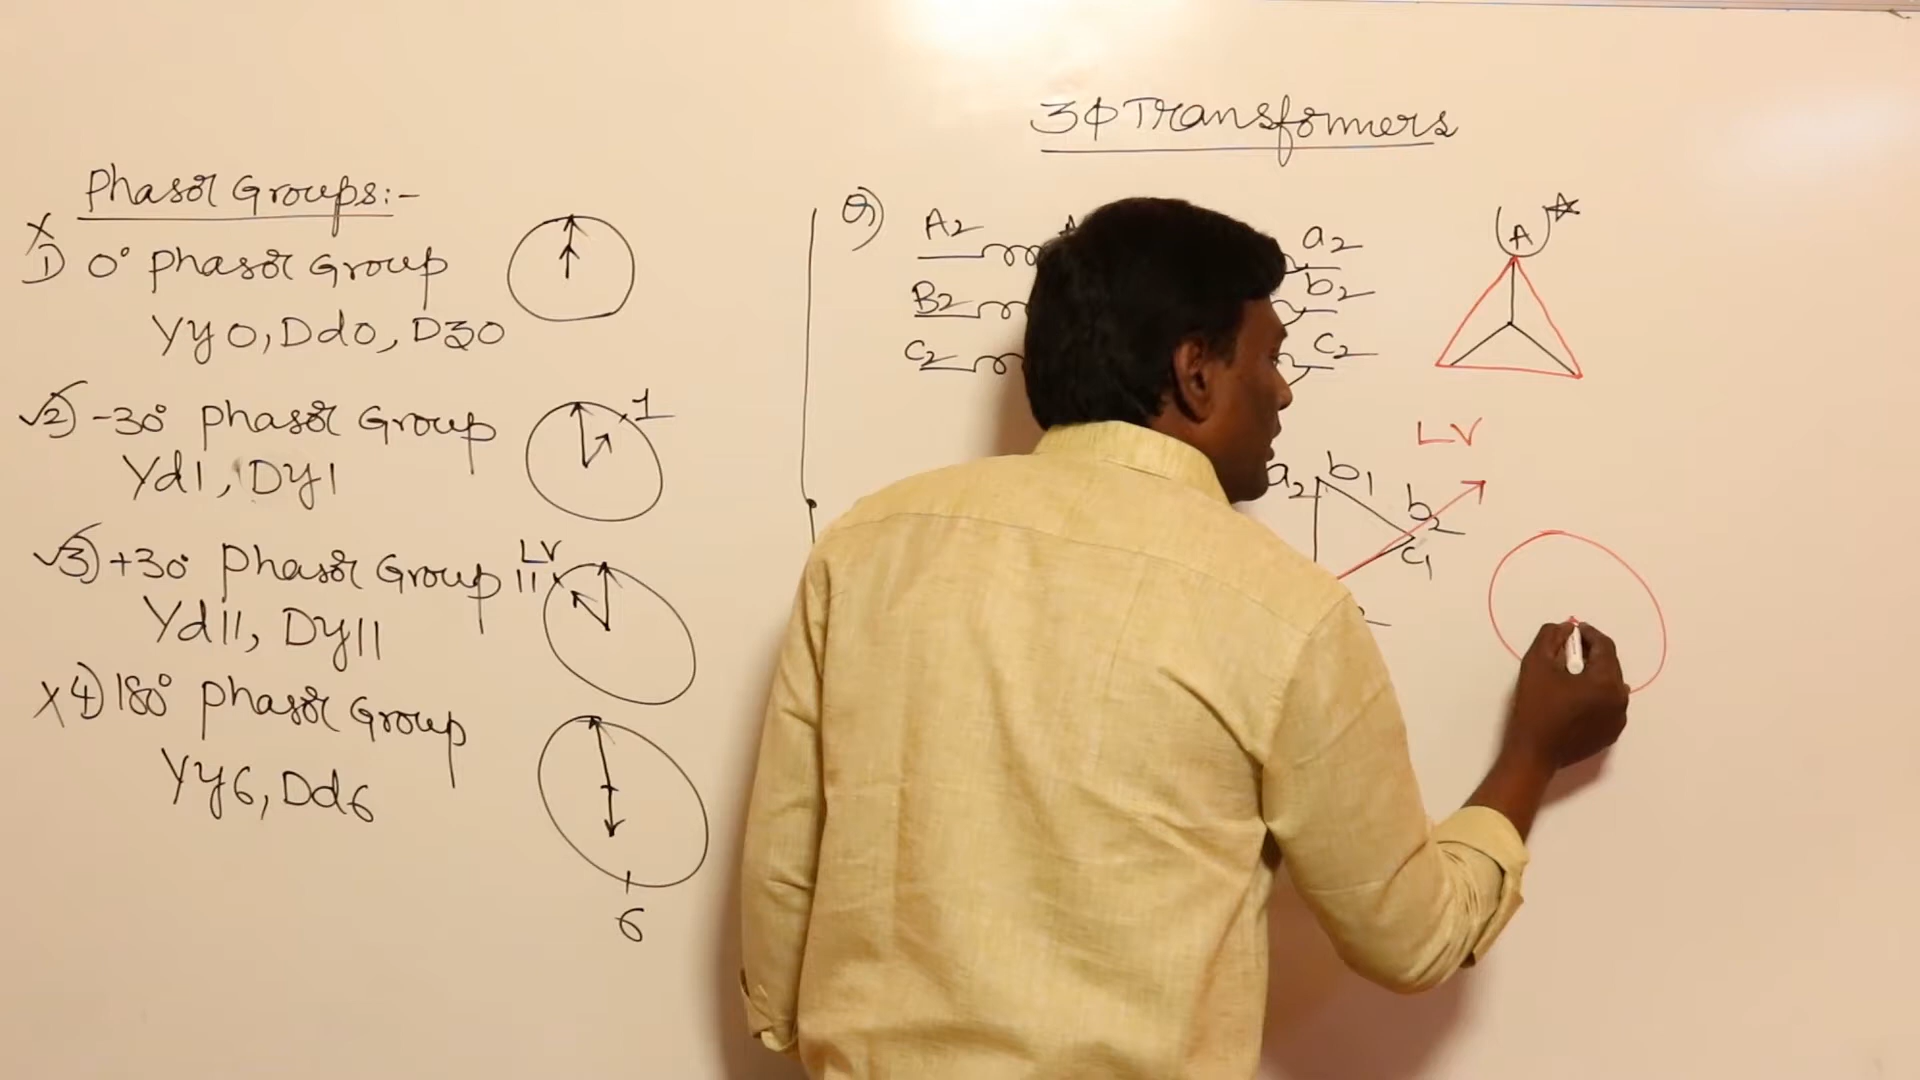 3φ Transformers
Phasor Groups:-
X
1) 0° phasor Group
Yy0, Dd0, Dz0
√2) -30° phasor Group
Yd1, Dy1
1
√3) +30° phasor Group
Yd11, Dy11
LV
11
X 4) 180° phasor Group
Yy6, Dd6
6
Q)
A2
B2
C2
a2
b2
c2
A
LV
a2 b1
b2
c1